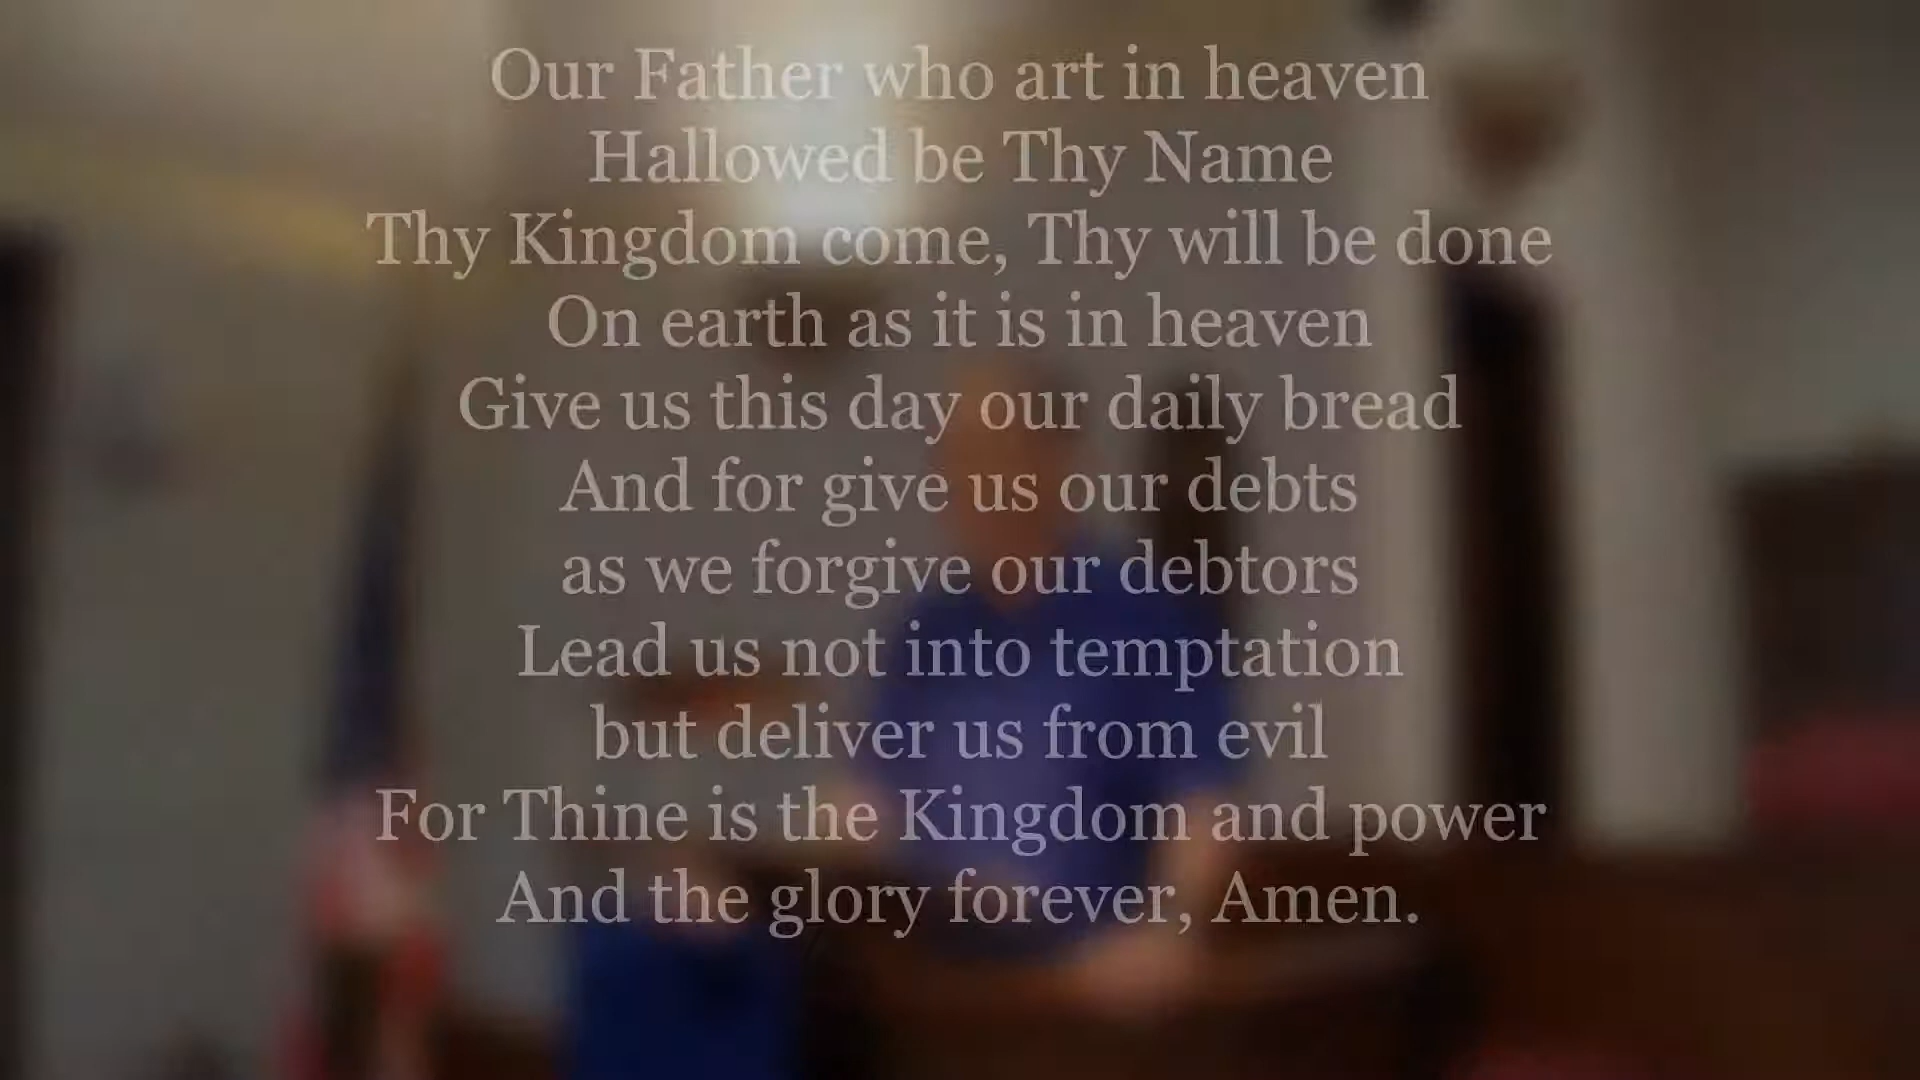 Our Father who art in heaven
Hallowed be Thy Name
Thy Kingdom come, Thy will be done
On earth as it is in heaven
Give us this day our daily bread
And for give us our debts
as we forgive our debtors
Lead us not into temptation
but deliver us from evil
For Thine is the Kingdom and power
And the glory forever, Amen.